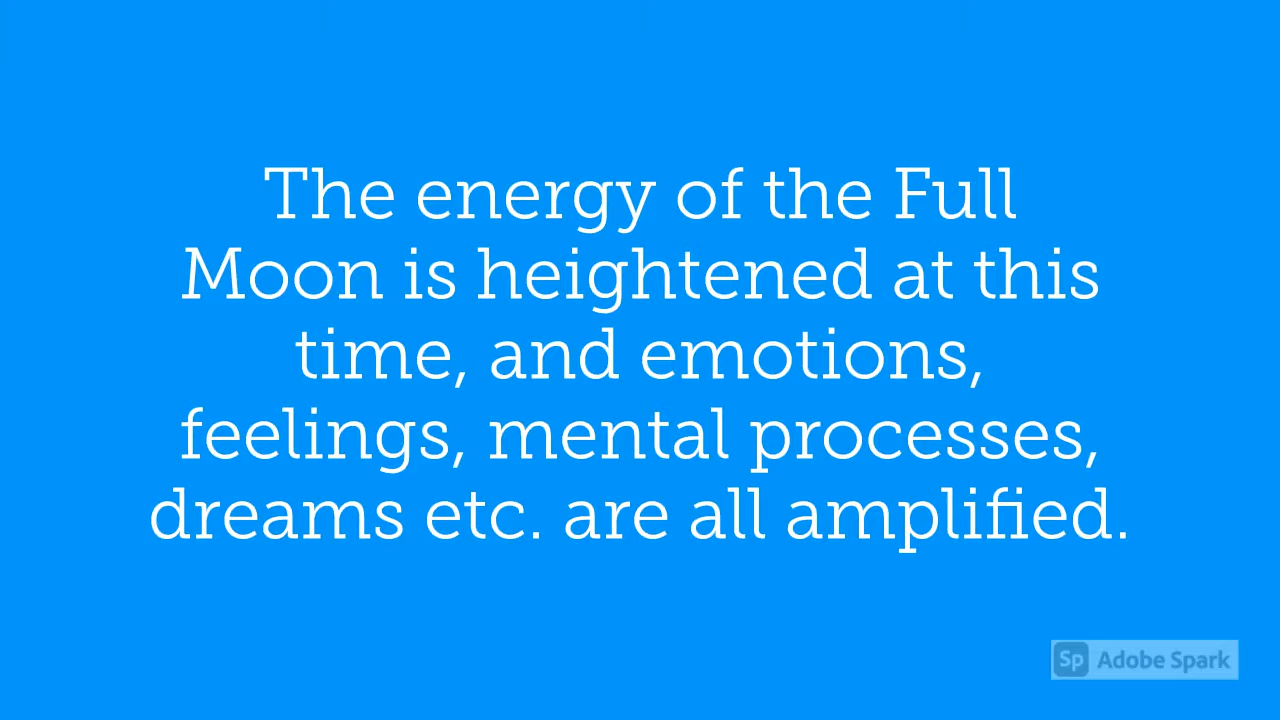 The energy of the Full
Moon is heightened at this
time, and emotions,
feelings, mental processes,
dreams etc. are all amplified.
Sp Adobe Spark